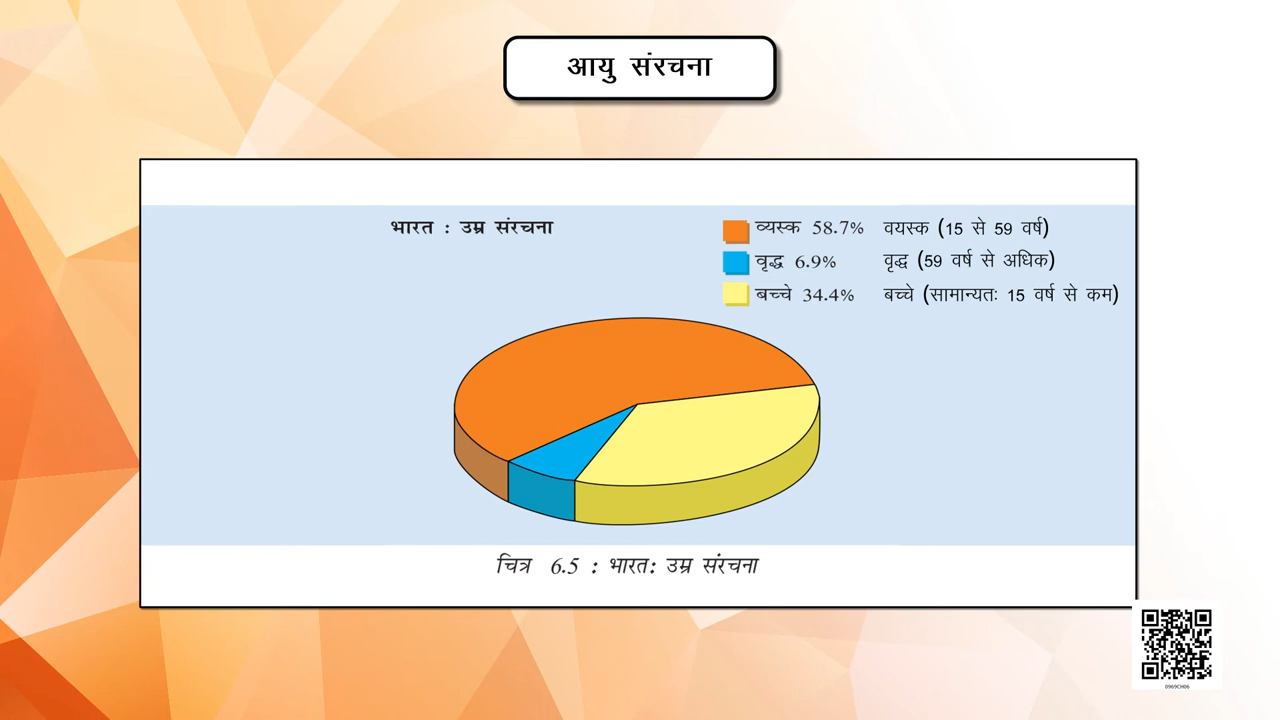 आयु संरचना
भारत : उम्र संरचना
व्यस्क 58.7% वयस्क (15 से 59 वर्ष)
वृद्ध 6.9% वृद्ध (59 वर्ष से अधिक)
बच्चे 34.4% बच्चे (सामान्यतः 15 वर्ष से कम)
चित्र 6.5 : भारत: उम्र संरचना
0969CH06